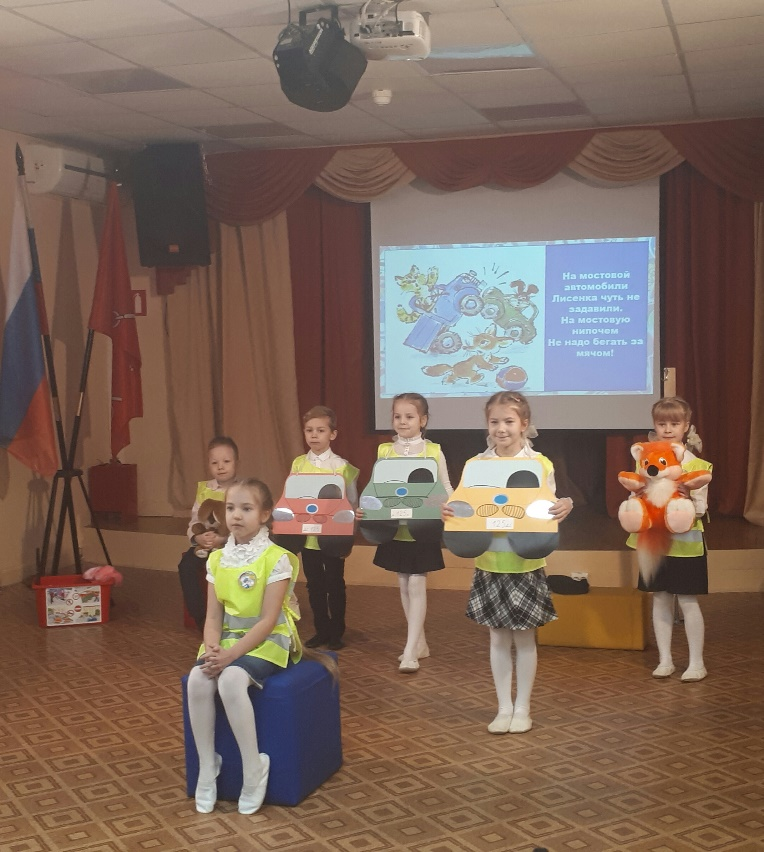 На мостовой
автомобили
Лисенка чуть не
задавили.
На мостовую
нипочем
Не надо бегать за
мячом!